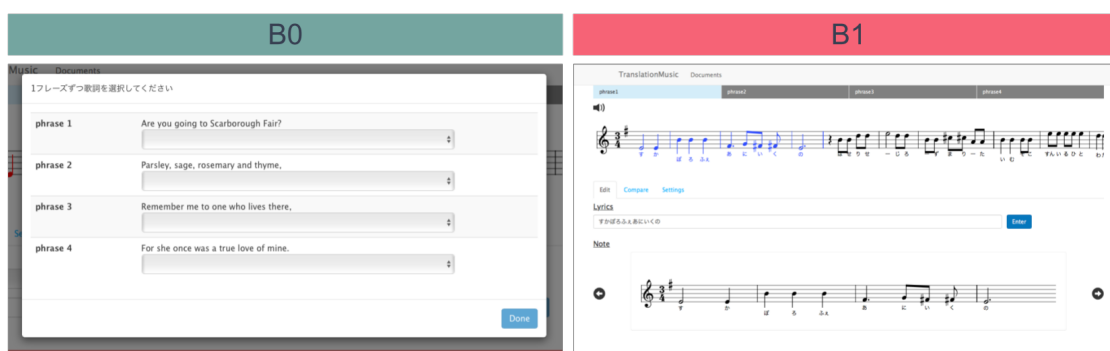 B0
B1
Music Documents
1フレーズずつ歌詞を選択してください
phrase 1 Are you going to Scarborough Fair?
phrase 2 Parsley, sage, rosemary and thyme,
phrase 3 Remember me to one who lives there,
phrase 4 For she once was a true love of mine.
Done
TranslationMusic Documents
phrase1 phrase2 phrase3 phrase4
す か ぼ ろ ふぇ あ に い く の
Edit Compare Settings
Lyrics
すかぼろふぇあにいくの
Enter
Note
す か ぼ ろ ふぇ あ に い く の